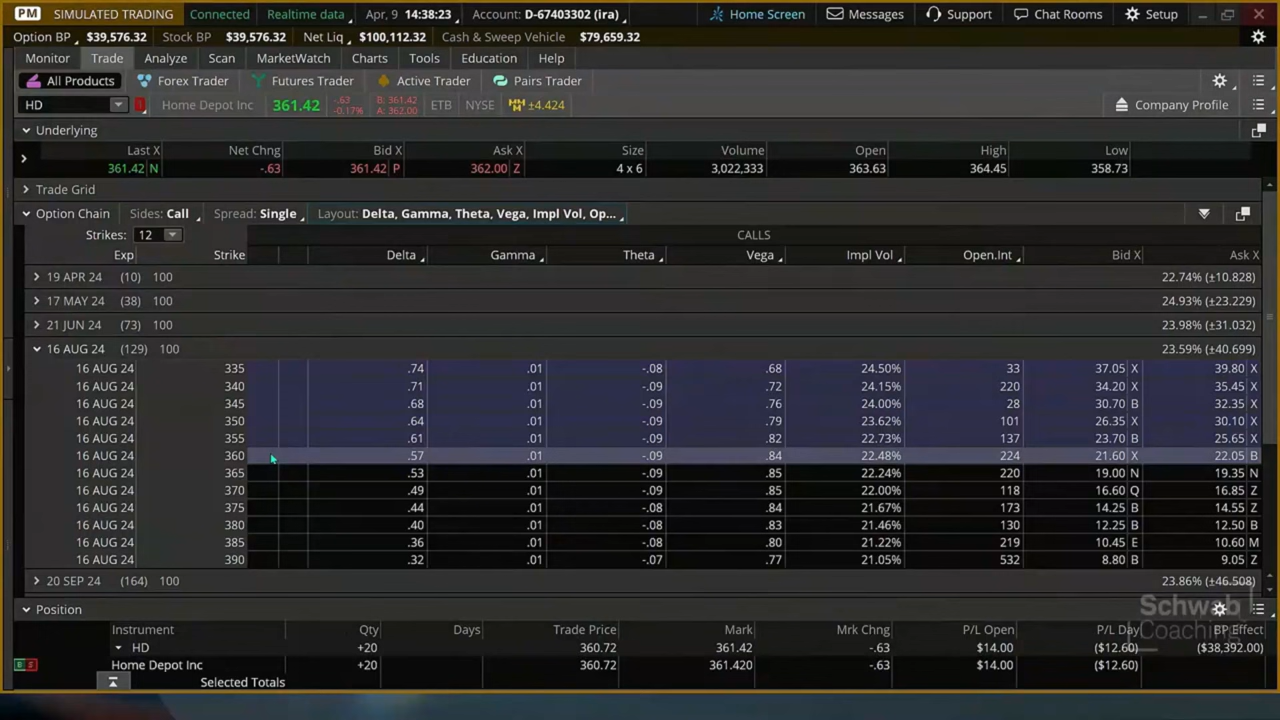 PM SIMULATED TRADING Connected Realtime data Apr, 9 14:38:23 Account: D-67403302 (ira) Home Screen Messages Support Chat Rooms Setup
Option BP $39,576.32 Stock BP $39,576.32 Net Liq $100,112.32 Cash & Sweep Vehicle $79,659.32
Monitor Trade Analyze Scan MarketWatch Charts Tools Education Help
All Products Forex Trader Futures Trader Active Trader Pairs Trader
HD Home Depot Inc 361.42 -.63 -0.17% B: 361.42 A: 362.00 ETB NYSE ±4.424 Company Profile
Underlying
Last X Net Chng Bid X Ask X Size Volume Open High Low
361.42 N -.63 361.42 P 362.00 Z 4 x 6 3,022,333 363.63 364.45 358.73
Trade Grid
Option Chain Sides: Call Spread: Single Layout: Delta, Gamma, Theta, Vega, Impl Vol, Op...
Strikes: 12 CALLS
Exp Strike Delta Gamma Theta Vega Impl Vol Open.Int Bid X Ask X
19 APR 24 (10) 100 22.74% (±10.828)
17 MAY 24 (38) 100 24.93% (±23.229)
21 JUN 24 (73) 100 23.98% (±31.032)
16 AUG 24 (129) 100 23.59% (±40.699)
16 AUG 24 335 .74 .01 -.08 .68 24.50% 33 37.05 X 39.80 X
16 AUG 24 340 .71 .01 -.09 .72 24.15% 220 34.20 X 35.45 X
16 AUG 24 345 .68 .01 -.09 .76 24.00% 28 30.70 B 32.35 X
16 AUG 24 350 .64 .01 -.09 .79 23.62% 101 26.35 X 30.10 X
16 AUG 24 355 .61 .01 -.09 .82 22.73% 137 23.70 B 25.65 X
16 AUG 24 360 .57 .01 -.09 .84 22.48% 224 21.60 X 22.05 B
16 AUG 24 365 .53 .01 -.09 .85 22.24% 220 19.00 N 19.35 N
16 AUG 24 370 .49 .01 -.09 .85 22.00% 118 16.60 Q 16.85 Z
16 AUG 24 375 .44 .01 -.09 .84 21.67% 173 14.25 B 14.55 Z
16 AUG 24 380 .40 .01 -.08 .83 21.46% 130 12.25 B 12.50 B
16 AUG 24 385 .36 .01 -.08 .80 21.22% 219 10.45 E 10.60 M
16 AUG 24 390 .32 .01 -.07 .77 21.05% 532 8.80 B 9.05 Z
20 SEP 24 (164) 100 23.86% (±46.508)
Position
Schwab Coaching
Instrument Qty Days Trade Price Mark Mrk Chng P/L Open P/L Day BP Effect
HD +20 360.72 361.42 -.63 $14.00 ($12.60) ($38,392.00)
Home Depot Inc +20 360.72 361.420 -.63 $14.00 ($12.60)
Selected Totals